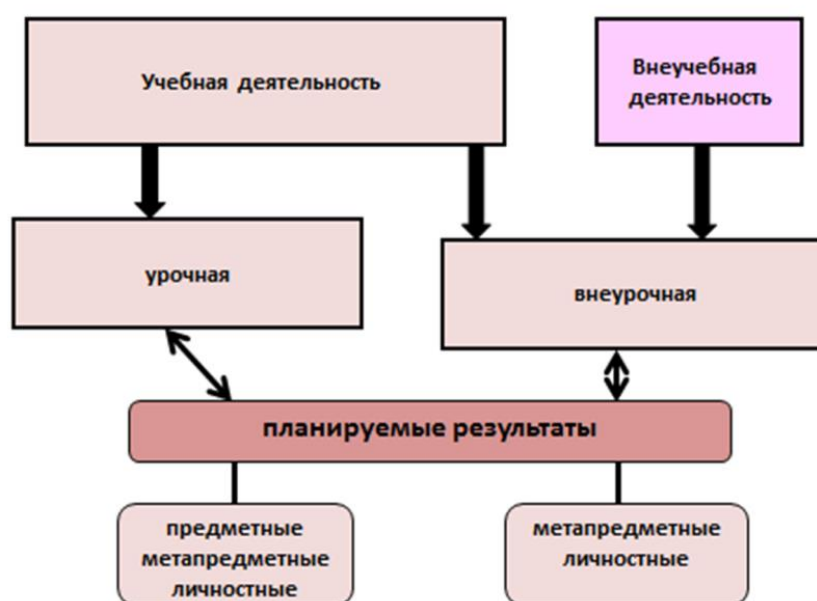 Учебная деятельность
Внеучебная
деятельность
урочная
внеурочная
планируемые результаты
предметные
метапредметные
личностные
метапредметные
личностные